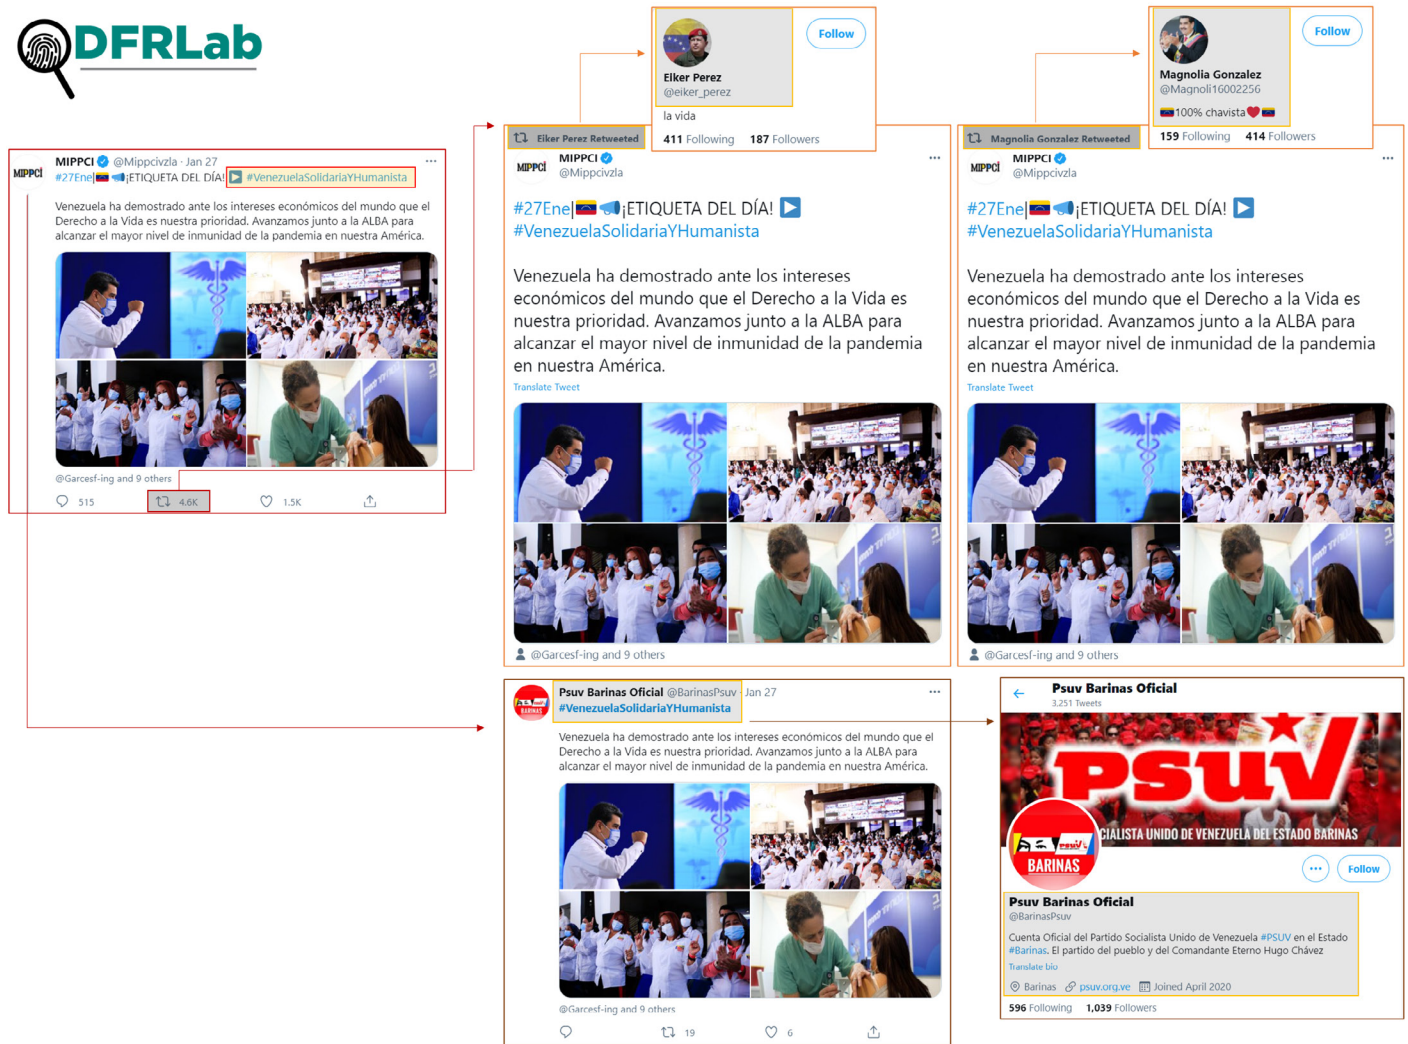 DFRLab
MIPPCI @Mippcivzla · Jan 27
#27Ene| ¡ETIQUETA DEL DÍA! #VenezuelaSolidariaYHumanista
Venezuela ha demostrado ante los intereses económicos del mundo que el
Derecho a la Vida es nuestra prioridad. Avanzamos junto a la ALBA para
alcanzar el mayor nivel de inmunidad de la pandemia en nuestra América.
@Garcesf-ing and 9 others
515 4.6K 1.5K
Follow
Eiker Perez
@eiker_perez
la vida
411 Following 187 Followers
Eiker Perez Retweeted
MIPPCI
MIPPCI
@Mippcivzla
#27Ene| ¡ETIQUETA DEL DÍA!
#VenezuelaSolidariaYHumanista
Venezuela ha demostrado ante los intereses
económicos del mundo que el Derecho a la Vida es
nuestra prioridad. Avanzamos junto a la ALBA para
alcanzar el mayor nivel de inmunidad de la pandemia
en nuestra América.
Translate Tweet
@Garcesf-ing and 9 others
Follow
Magnolia Gonzalez
@Magnoli16002256
100% chavista
159 Following 414 Followers
Magnolia Gonzalez Retweeted
MIPPCI
MIPPCI
@Mippcivzla
#27Ene| ¡ETIQUETA DEL DÍA!
#VenezuelaSolidariaYHumanista
Venezuela ha demostrado ante los intereses
económicos del mundo que el Derecho a la Vida es
nuestra prioridad. Avanzamos junto a la ALBA para
alcanzar el mayor nivel de inmunidad de la pandemia
en nuestra América.
Translate Tweet
@Garcesf-ing and 9 others
Psuv Barinas Oficial @BarinasPsuv · Jan 27
#VenezuelaSolidariaYHumanista
Venezuela ha demostrado ante los intereses económicos del mundo que el
Derecho a la Vida es nuestra prioridad. Avanzamos junto a la ALBA para
alcanzar el mayor nivel de inmunidad de la pandemia en nuestra América.
@Garcesf-ing and 9 others
19 6
Psuv Barinas Oficial
3.251 Tweets
PSUV
CIALISTA UNIDO DE VENEZUELA DEL ESTADO BARINAS
psuv
BARINAS
Follow
Psuv Barinas Oficial
@BarinasPsuv
Cuenta Oficial del Partido Socialista Unido de Venezuela #PSUV en el Estado
#Barinas. El partido del pueblo y del Comandante Eterno Hugo Chávez
Translate bio
Barinas psuv.org.ve Joined April 2020
596 Following 1,039 Followers